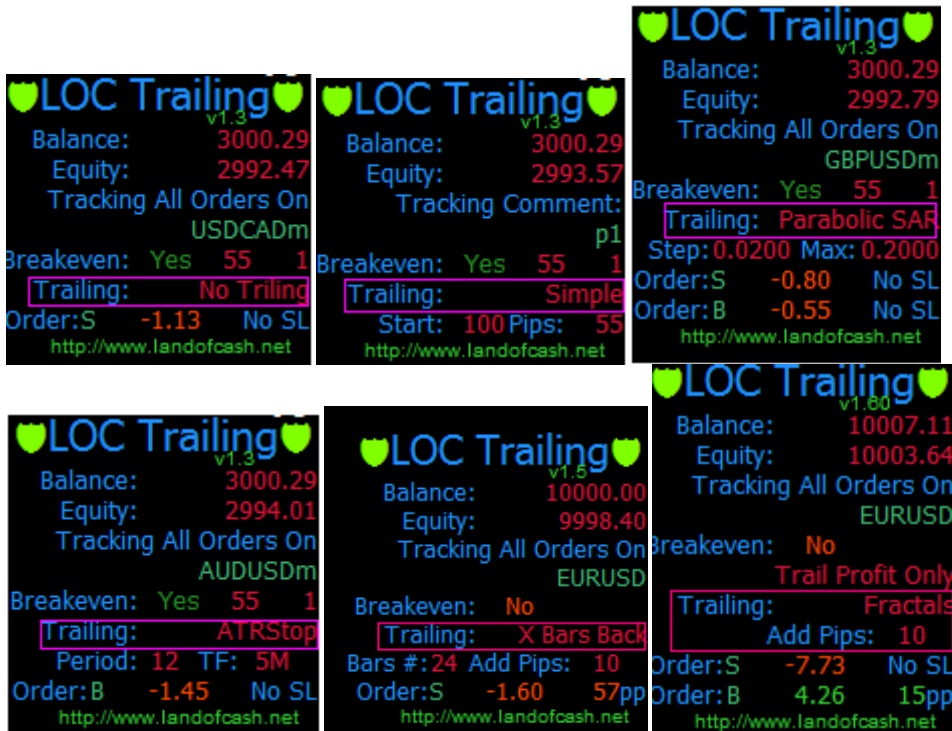 LOC Trailing
v1.3
Balance: 3000.29
Equity: 2992.47
Tracking All Orders On
USDCADm
Breakeven: Yes 55 1
Trailing: No Triling
Order:S -1.13 No SL
http://www.landofcash.net
LOC Trailing
v1.3
Balance: 3000.29
Equity: 2993.57
Tracking Comment:
p1
Breakeven: Yes 55 1
Trailing: Simple
Start: 100 Pips: 55
http://www.landofcash.net
LOC Trailing
v1.3
Balance: 3000.29
Equity: 2992.79
Tracking All Orders On
GBPUSDm
Breakeven: Yes 55 1
Trailing: Parabolic SAR
Step: 0.0200 Max: 0.2000
Order:S -0.80 No SL
Order:B -0.55 No SL
http://www.landofcash.net
LOC Trailing
v1.3
Balance: 3000.29
Equity: 2994.01
Tracking All Orders On
AUDUSDm
Breakeven: Yes 55 1
Trailing: ATRStop
Period: 12 TF: 5M
Order:B -1.45 No SL
http://www.landofcash.net
LOC Trailing
v1.5
Balance: 10000.00
Equity: 9998.40
Tracking All Orders On
EURUSD
Breakeven: No
Trailing: X Bars Back
Bars #: 24 Add Pips: 10
Order:S -1.60 57pp
http://www.landofcash.net
LOC Trailing
v1.60
Balance: 10007.11
Equity: 10003.64
Tracking All Orders On
EURUSD
Breakeven: No
Trail Profit Only
Trailing: Fractals
Add Pips: 10
Order:S -7.73 No SL
Order:B 4.26 15pp
http://www.landofcash.net